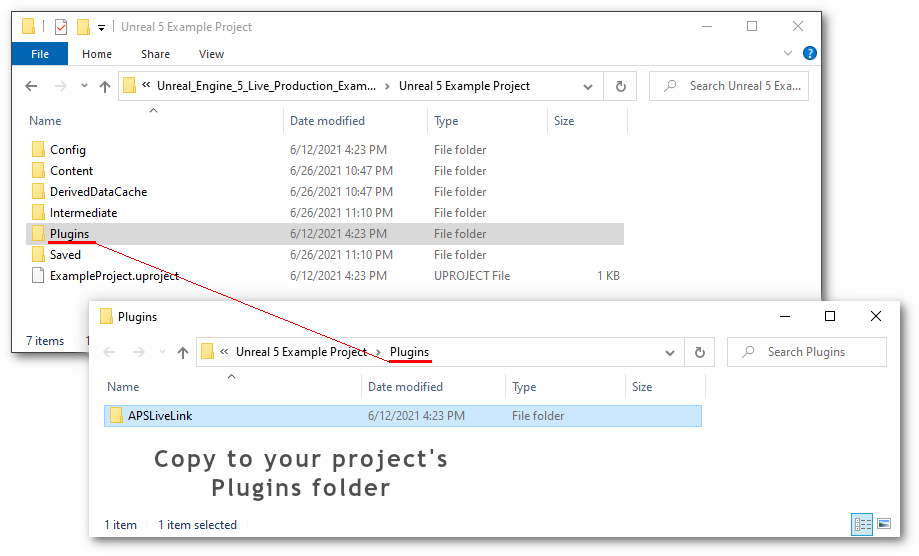 Unreal 5 Example Project
File Home Share View
« Unreal_Engine_5_Live_Production_Exam... › Unreal 5 Example Project Search Unreal 5 Exa...
Name Date modified Type Size
Config 6/12/2021 4:23 PM File folder
Content 6/26/2021 10:47 PM File folder
DerivedDataCache 6/26/2021 10:47 PM File folder
Intermediate 6/26/2021 11:10 PM File folder
Plugins 6/12/2021 4:23 PM File folder
Saved 6/26/2021 11:10 PM File folder
ExampleProject.uproject 6/12/2021 4:23 PM UPROJECT File 1 KB
7 items 1
Plugins
« Unreal 5 Example Project › Plugins Search Plugins
Name Date modified Type Size
APSLiveLink 6/12/2021 4:23 PM File folder
Copy to your project's
Plugins folder
1 item 1 item selected